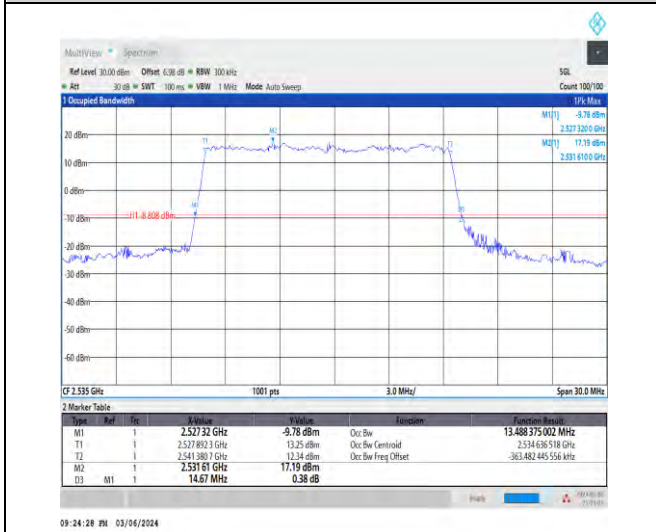 MultiView Spectrum
Ref Level 30.00 dBm Offset 6.98 dB RBW 300 kHz SGL
Att 30 dB SWT 100 ms VBW 1 MHz Mode Auto Sweep Count 100/100
1 Occupied Bandwidth 1Pk Max
M1[1] -9.78 dBm
2.527 320 0 GHz
M2[1] 17.19 dBm
2.531 610 0 GHz
20 dBm
M2
T1
T2
10 dBm
0 dBm
M1
D3
H1 -8.808 dBm
-10 dBm
-20 dBm
-30 dBm
-40 dBm
-50 dBm
-60 dBm
CF 2.535 GHz 1001 pts 3.0 MHz/ Span 30.0 MHz
2 Marker Table
Type Ref Trc X-Value Y-Value Function Function Result
M1 1 2.527 32 GHz -9.78 dBm Occ Bw 13.488 375 002 MHz
T1 1 2.527 892 3 GHz 13.25 dBm Occ Bw Centroid 2.534 636 518 GHz
T2 1 2.541 380 7 GHz 12.34 dBm Occ Bw Freq Offset -363.482 445 556 kHz
M2 1 2.531 61 GHz 17.19 dBm
D3 M1 1 14.67 MHz 0.38 dB
09:24:28 PM 03/06/2024